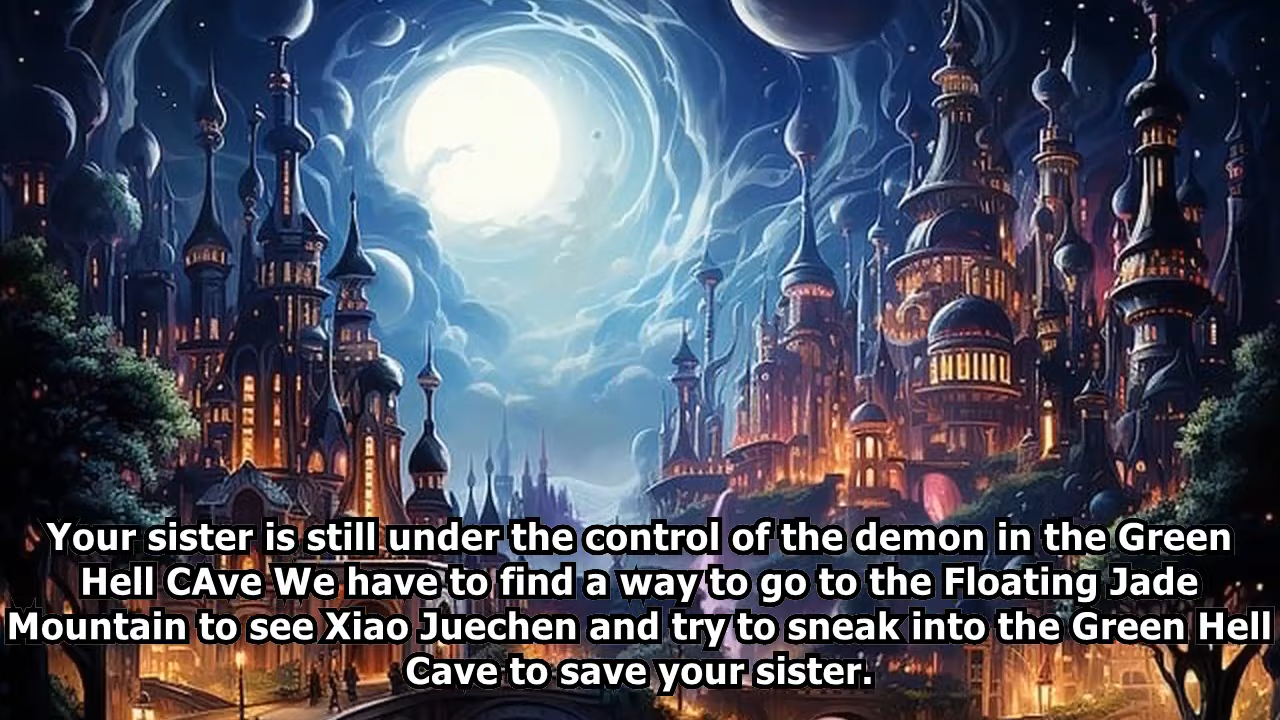 Your sister is still under the control of the demon in the Green
Hell CAve We have to find a way to go to the Floating Jade
Mountain to see Xiao Juechen and try to sneak into the Green Hell
Cave to save your sister.